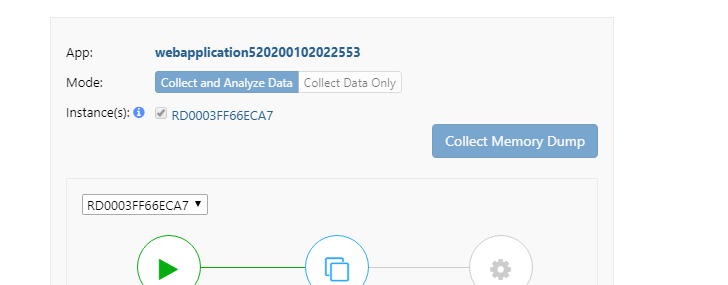 App: webapplication520200102022553
Mode: Collect and Analyze Data Collect Data Only
Instance(s): RD0003FF66ECA7
Collect Memory Dump
RD0003FF66ECA7